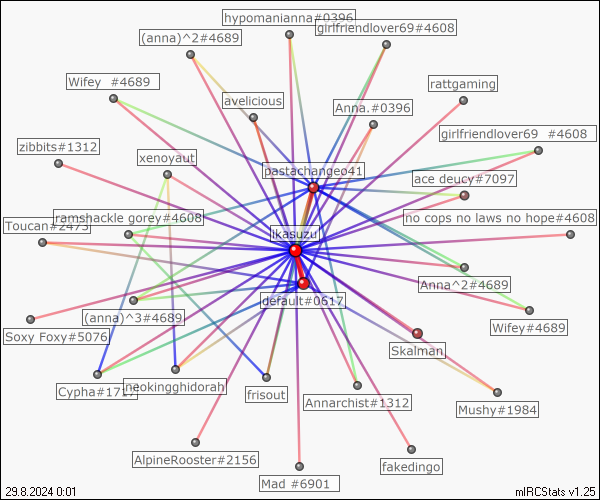 hypomanianna#0396
girlfriendlover69#4608
(anna)^2#4689
Wifey #4689
rattgaming
avelicious
Anna.#0396
girlfriendlover69 #4608
zibbits#1312
xenoyaut
pastachangeo41
ace deucy#7097
ramshackle gorey#4608
no cops no laws no hope#4608
Toucan#2473
ikasuzu
Anna^2#4689
default#0617
(anna)^3#4689
Wifey#4689
Soxy Foxy#5076
Skalman
neokingghidorah
frisout
Annarchist#1312
Mushy#1984
AlpineRooster#2156
fakedingo
Mad #6901
29.8.2024 0:01
mIRCStats v1.25